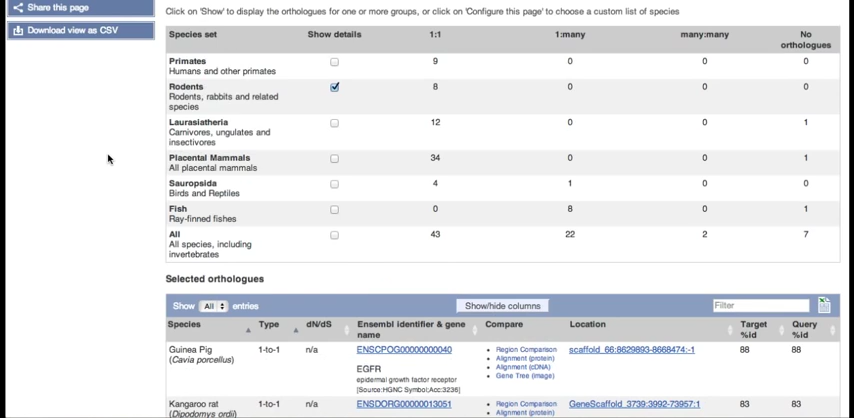 Share this page
Click on 'Show' to display the orthologues for one or more groups, or click on 'Configure this page' to choose a custom list of species
Download view as CSV
Species set Show details 1:1 1:many many:many No orthologues
Primates 9 0 0 0
Humans and other primates
Rodents 8 0 0 0
Rodents, rabbits and related
species
Laurasiatheria 12 0 0 1
Carnivores, ungulates and
insectivores
Placental Mammals 34 0 0 1
All placental mammals
Sauropsida 4 1 0 0
Birds and Reptiles
Fish 0 8 0 1
Ray-finned fishes
All 43 22 2 7
All species, including
invertebrates
Selected orthologues
Show All entries Show/hide columns Filter
Species Type dN/dS Ensembl identifier & gene name Compare Location Target %id Query %id
Guinea Pig 1-to-1 n/a ENSCPOG00000000040 • Region Comparison scaffold_66:8629893-8668474:-1 88 88
(Cavia porcellus) • Alignment (protein)
• Alignment (cDNA)
EGFR • Gene Tree (image)
epidermal growth factor receptor
[Source:HGNC Symbol;Acc:3236]
Kangaroo rat 1-to-1 n/a ENSDORG00000013051 • Region Comparison GeneScaffold_3739:3992-73957:1 83 83
(Dipodomys ordii) • Alignment (protein)